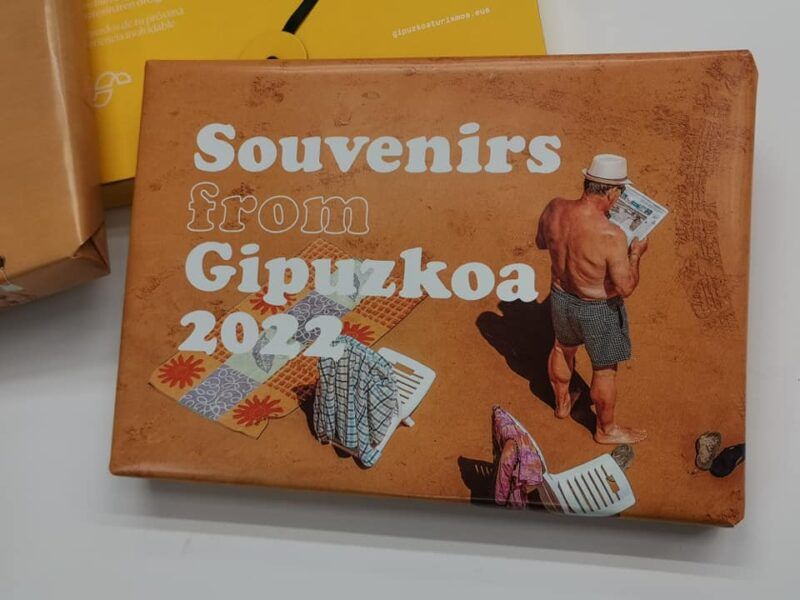 gipuzkoaturismoa.eus
Souvenirs
from
Gipuzkoa
2022